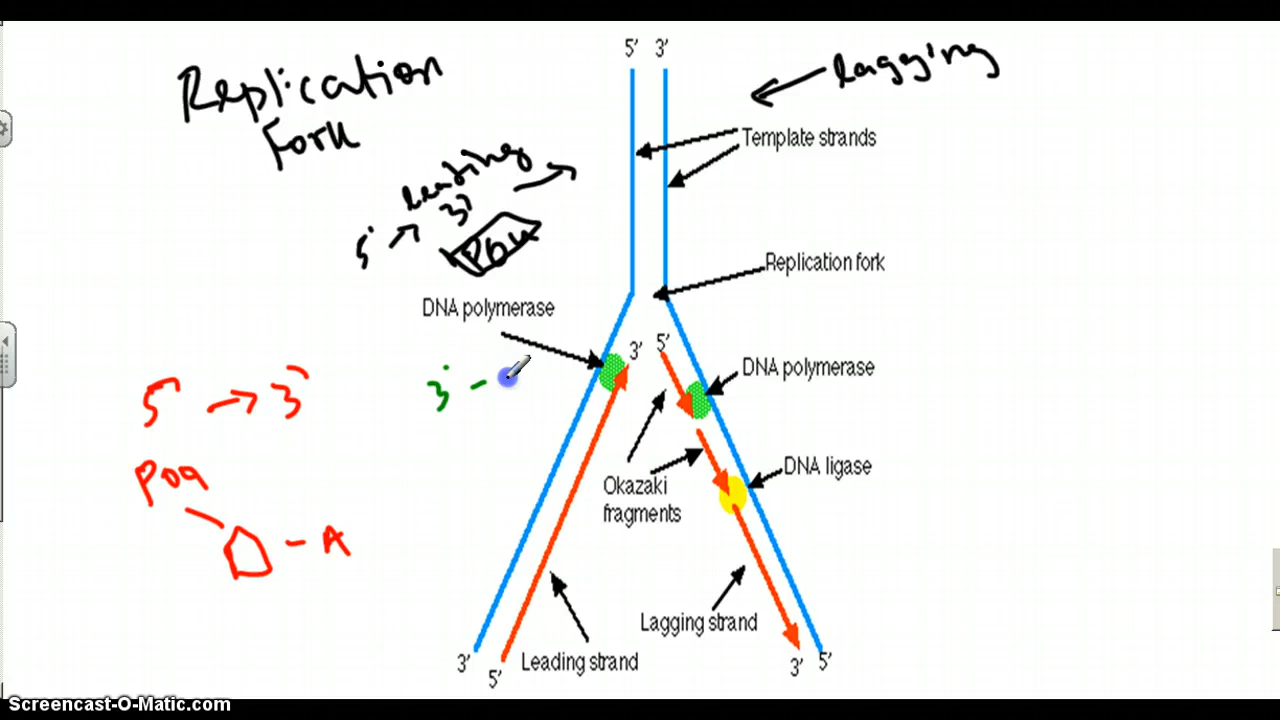 Replication
Fork
5' 3'
Lagging
Template strands
Leading
5' → 3'
PO4
Replication fork
DNA polymerase
3' 5'
DNA polymerase
5' → 3'
3' -
DNA ligase
PO4
Okazaki
fragments
- A
Lagging strand
Leading strand
3' 5'
3' 5'
Screencast-O-Matic.com